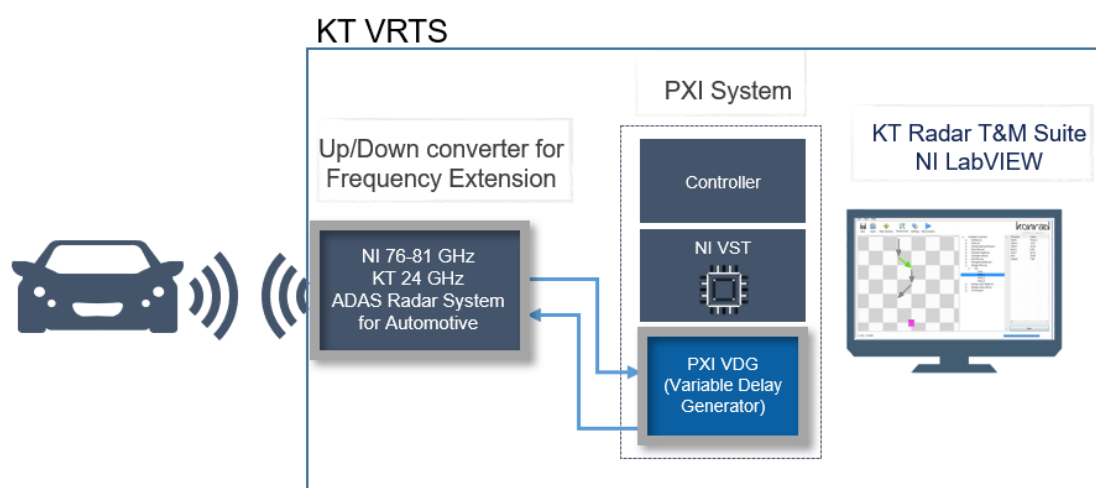 KT VRTS
PXI System
Up/Down converter for
Frequency Extension
KT Radar T&M Suite
NI LabVIEW
Controller
NI 76-81 GHz
KT 24 GHz
ADAS Radar System
for Automotive
NI VST
PXI VDG
(Variable Delay
Generator)
konrad